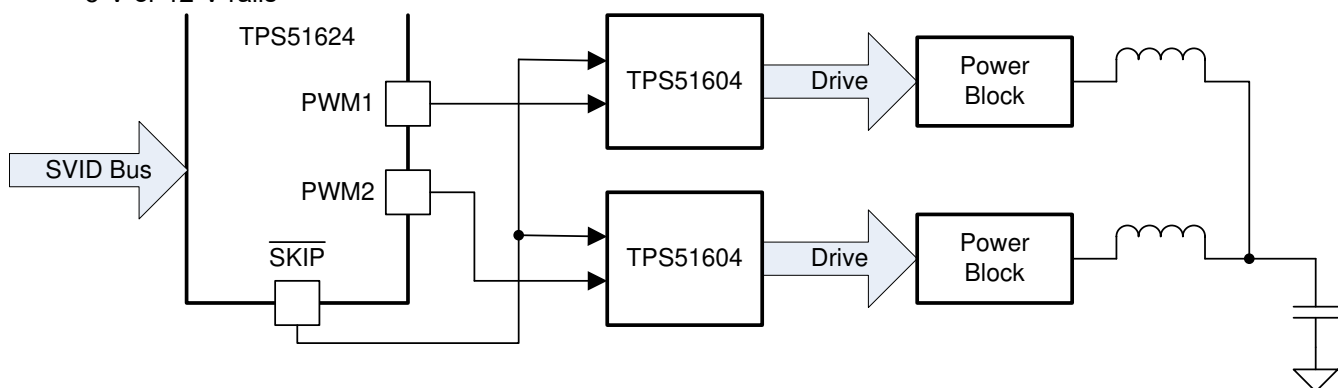 TPS51624
PWM1
PWM2
SKIP
SVID Bus
TPS51604
Drive
Power
Block
TPS51604
Drive
Power
Block